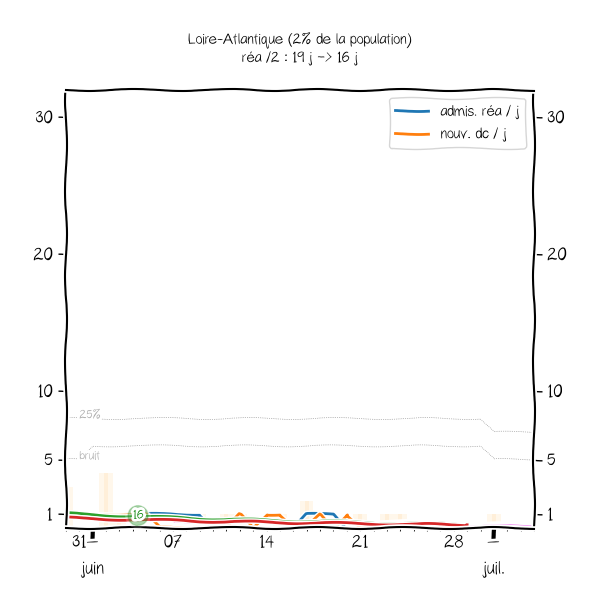 Loire-Atlantique (2% de la population)
réa /2 : 19 j -> 16 j
admis. réa / j
nouv. dc / j
30 30
20 20
10 10
25%
bruit
5 5
16
1 1
31 07 14 21 28
juin juil.